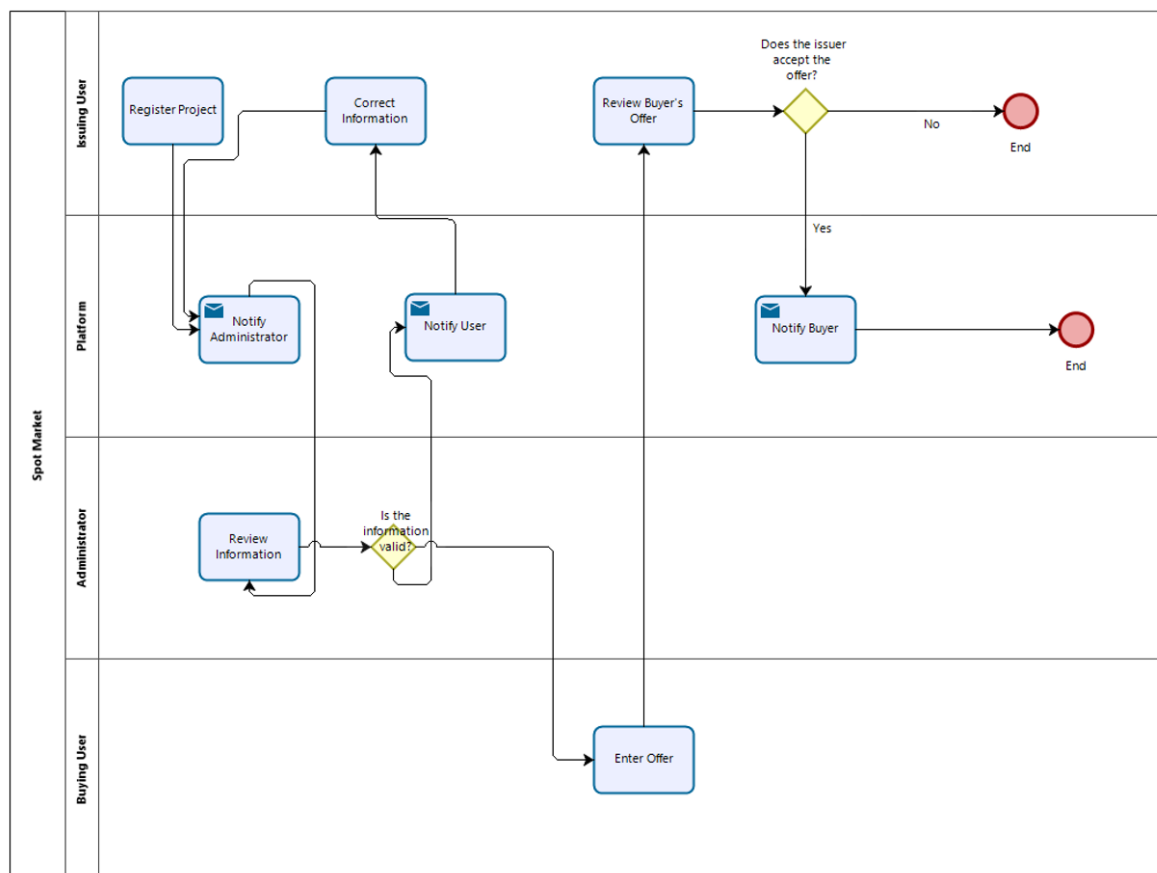 Spot Market
Issuing User
Register Project
Correct
Information
Review Buyer's
Offer
Does the issuer
accept the
offer?
No
End
Yes
Platform
Notify
Administrator
Notify User
Notify Buyer
End
Administrator
Review
Information
Is the
information
valid?
Buying User
Enter Offer